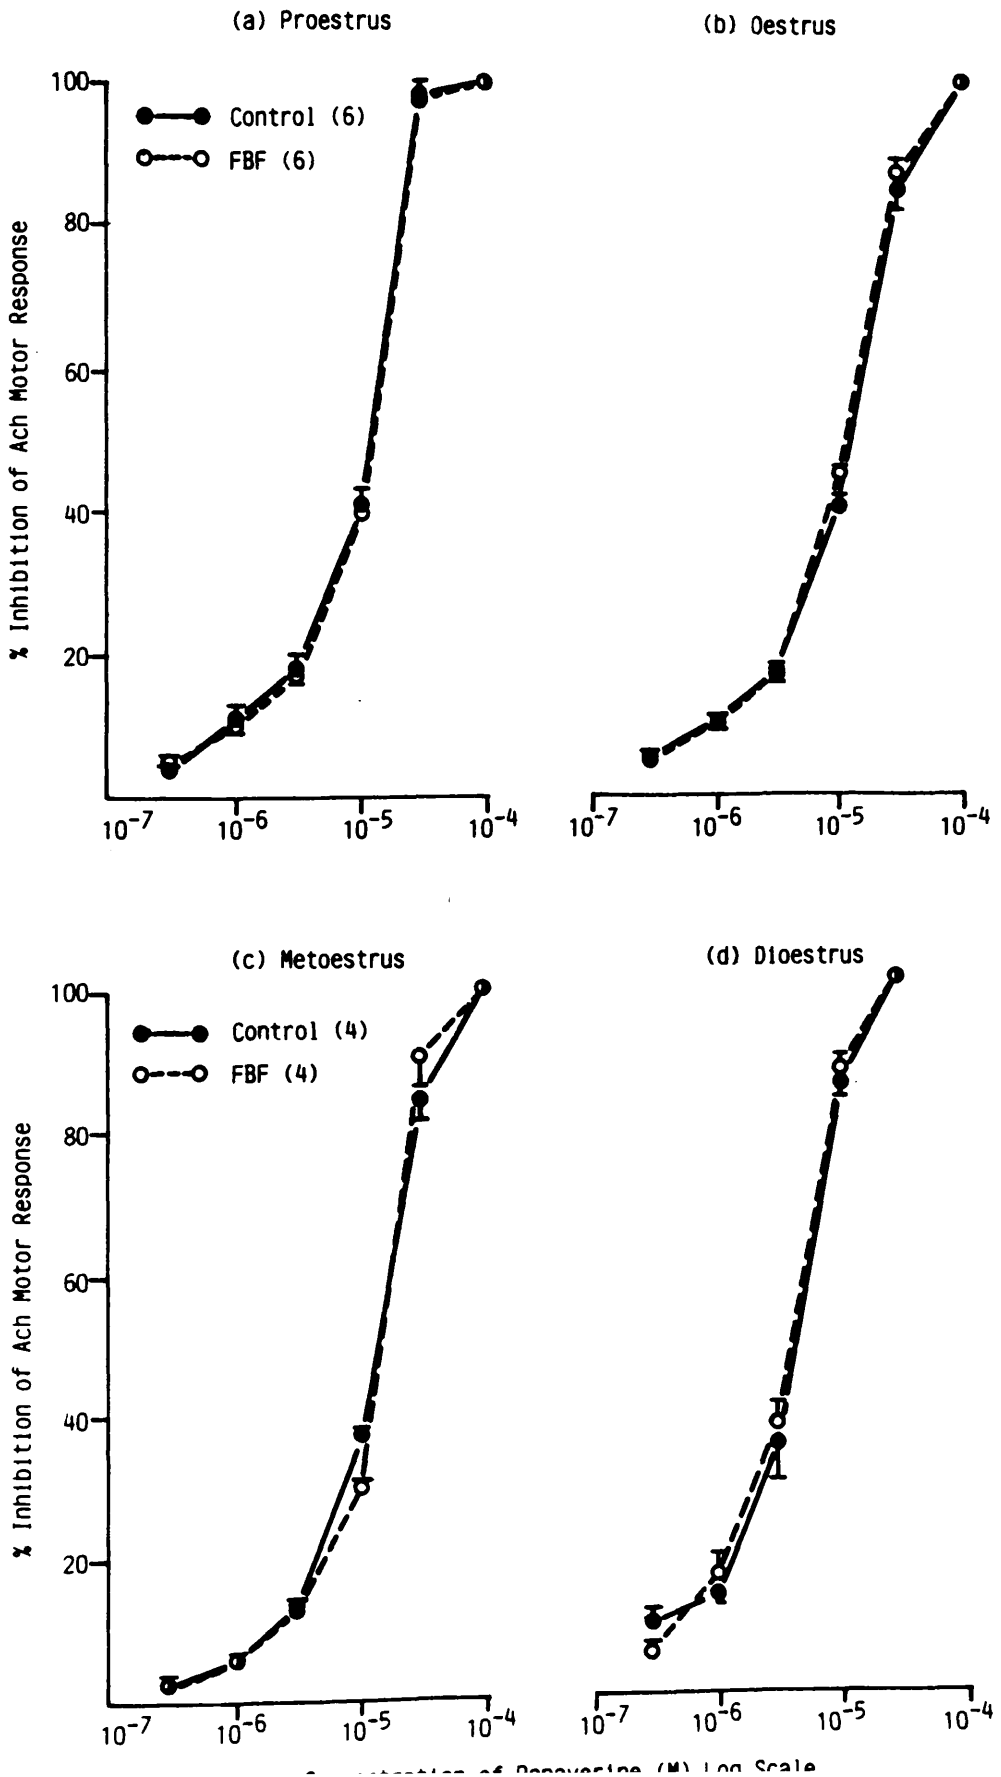 (a) Proestrus
(b) Oestrus
100
Control (6)
FBF (6)
80
60
40
20
% Inhibition of Ach Motor Response
10-7 10-6 10-5 10-4
10-7 10-6 10-5 10-4
(c) Metoestrus
(d) Dioestrus
100
Control (4)
FBF (4)
80
60
40
20
% Inhibition of Ach Motor Response
10-7 10-6 10-5 10-4
10-7 10-6 10-5 10-4
of Papaverine (M) Log Scale